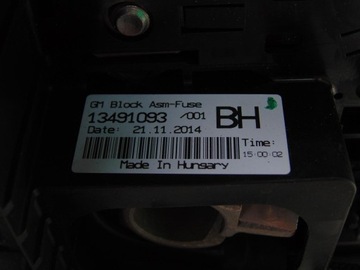 GM Block Asm-Fuse
13491093 /001 BH
Date: 21.11.2014 Time:
15:00:02
Made In Hungary